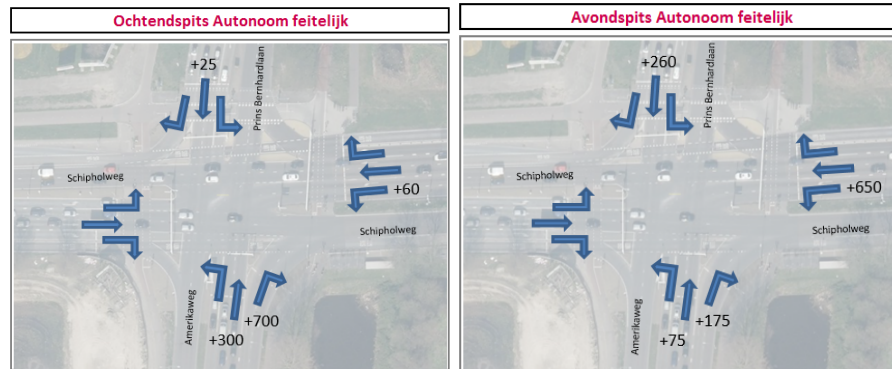 Ochtendspits Autonoom feitelijk
+25
Prins Bernhardlaan
Schipholweg
+60
Schipholweg
Amerikaweg
+700
+300
Avondspits Autonoom feitelijk
+260
Prins Bernhardlaan
Schipholweg
+650
Schipholweg
Amerikaweg
+175
+75